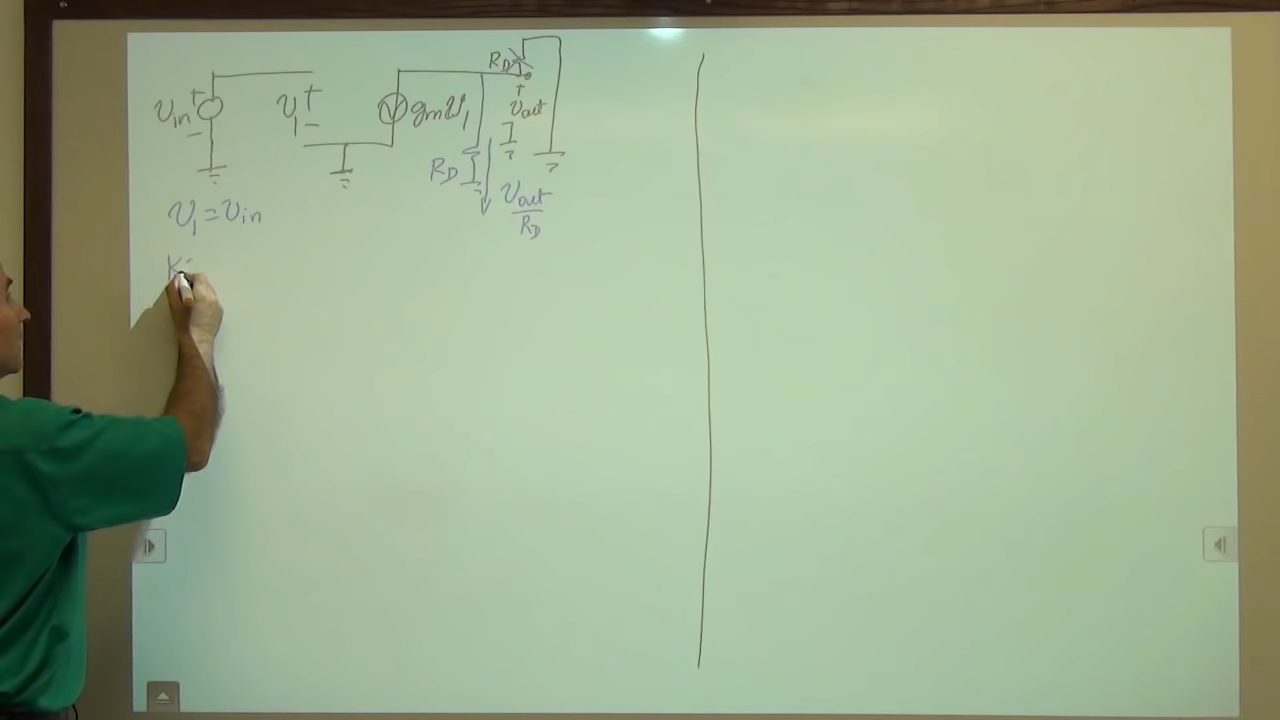 RD
vin + − v1 + − gmv1 + vout −
RD vout/RD
v1 = vin
K